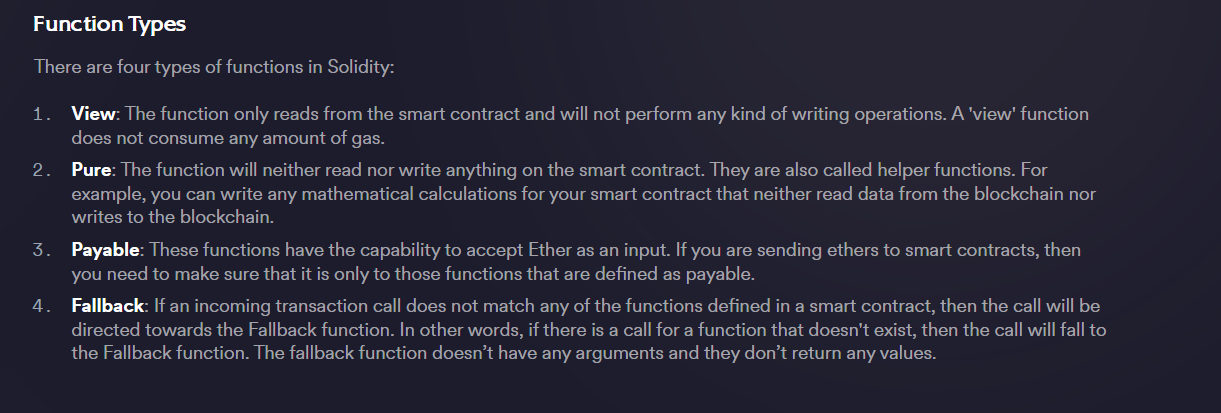 Function Types
There are four types of functions in Solidity:
1. View: The function only reads from the smart contract and will not perform any kind of writing operations. A 'view' function
does not consume any amount of gas.
2. Pure: The function will neither read nor write anything on the smart contract. They are also called helper functions. For
example, you can write any mathematical calculations for your smart contract that neither read data from the blockchain nor
writes to the blockchain.
3. Payable: These functions have the capability to accept Ether as an input. If you are sending ethers to smart contracts, then
you need to make sure that it is only to those functions that are defined as payable.
4. Fallback: If an incoming transaction call does not match any of the functions defined in a smart contract, then the call will be
directed towards the Fallback function. In other words, if there is a call for a function that doesn't exist, then the call will fall to
the Fallback function. The fallback function doesn’t have any arguments and they don’t return any values.